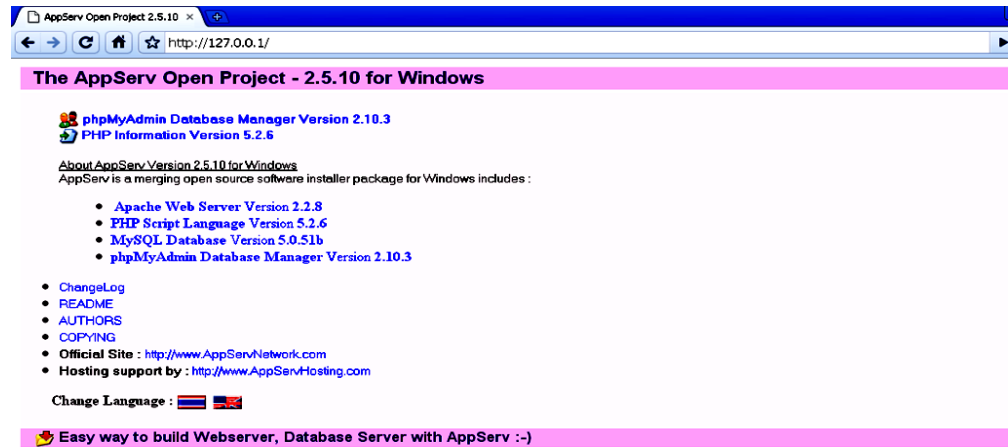 AppServ Open Project 2.5.10
http://127.0.0.1/
The AppServ Open Project - 2.5.10 for Windows
phpMyAdmin Database Manager Version 2.10.3
PHP Information Version 5.2.6
About AppServ Version 2.5.10 for Windows
AppServ is a merging open source software installer package for Windows includes :
• Apache Web Server Version 2.2.8
• PHP Script Language Version 5.2.6
• MySQL Database Version 5.0.51b
• phpMyAdmin Database Manager Version 2.10.3
• ChangeLog
• README
• AUTHORS
• COPYING
• Official Site : http://www.AppServNetwork.com
• Hosting support by : http://www.AppServHosting.com
Change Language :
Easy way to build Webserver, Database Server with AppServ :-)